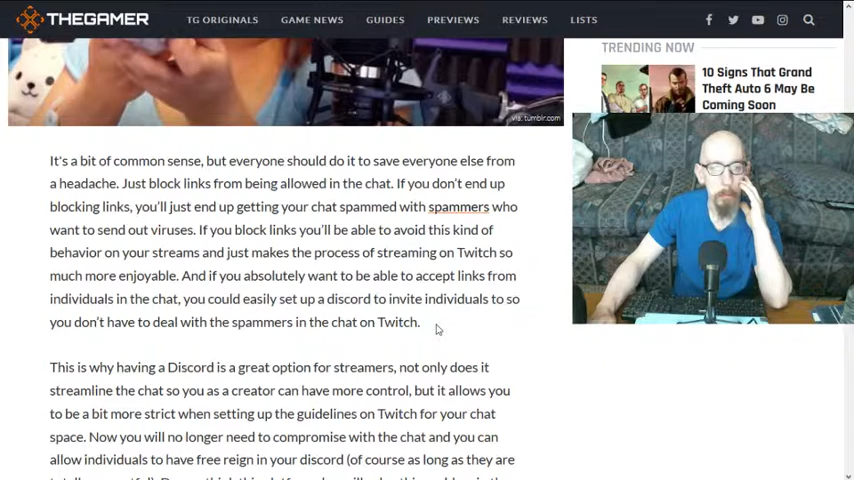 THEGAMER
TG ORIGINALS GAME NEWS GUIDES PREVIEWS REVIEWS LISTS
TRENDING NOW
10 Signs That Grand
Theft Auto 6 May Be
Coming Soon
via: tumblr.com
It's a bit of common sense, but everyone should do it to save everyone else from
a headache. Just block links from being allowed in the chat. If you don't end up
blocking links, you'll just end up getting your chat spammed with spammers who
want to send out viruses. If you block links you'll be able to avoid this kind of
behavior on your streams and just makes the process of streaming on Twitch so
much more enjoyable. And if you absolutely want to be able to accept links from
individuals in the chat, you could easily set up a discord to invite individuals to so
you don't have to deal with the spammers in the chat on Twitch.
This is why having a Discord is a great option for streamers, not only does it
streamline the chat so you as a creator can have more control, but it allows you
to be a bit more strict when setting up the guidelines on Twitch for your chat
space. Now you will no longer need to compromise with the chat and you can
allow individuals to have free reign in your discord (of course as long as they are